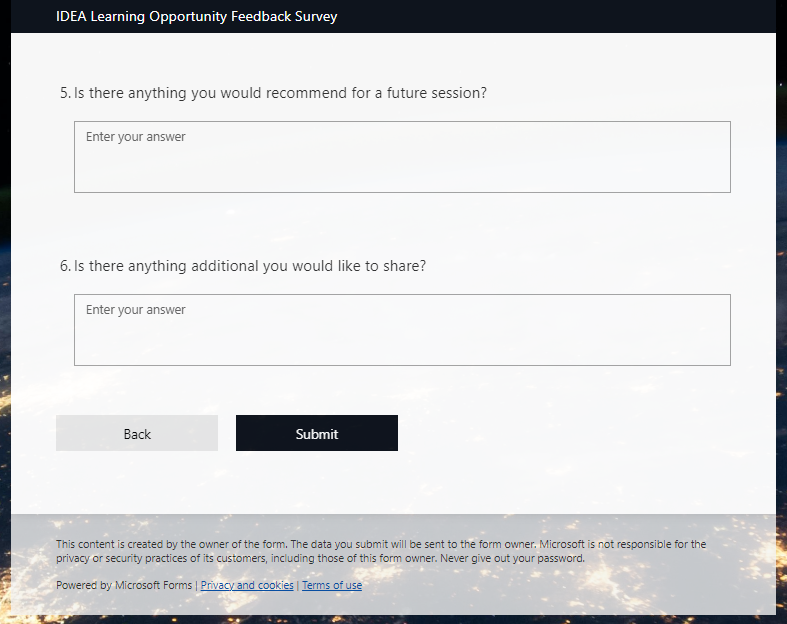 IDEA Learning Opportunity Feedback Survey
5. Is there anything you would recommend for a future session?
Enter your answer
6. Is there anything additional you would like to share?
Enter your answer
Back
Submit
This content is created by the owner of the form. The data you submit will be sent to the form owner. Microsoft is not responsible for the
privacy or security practices of its customers, including those of this form owner. Never give out your password.
Powered by Microsoft Forms | Privacy and cookies | Terms of use